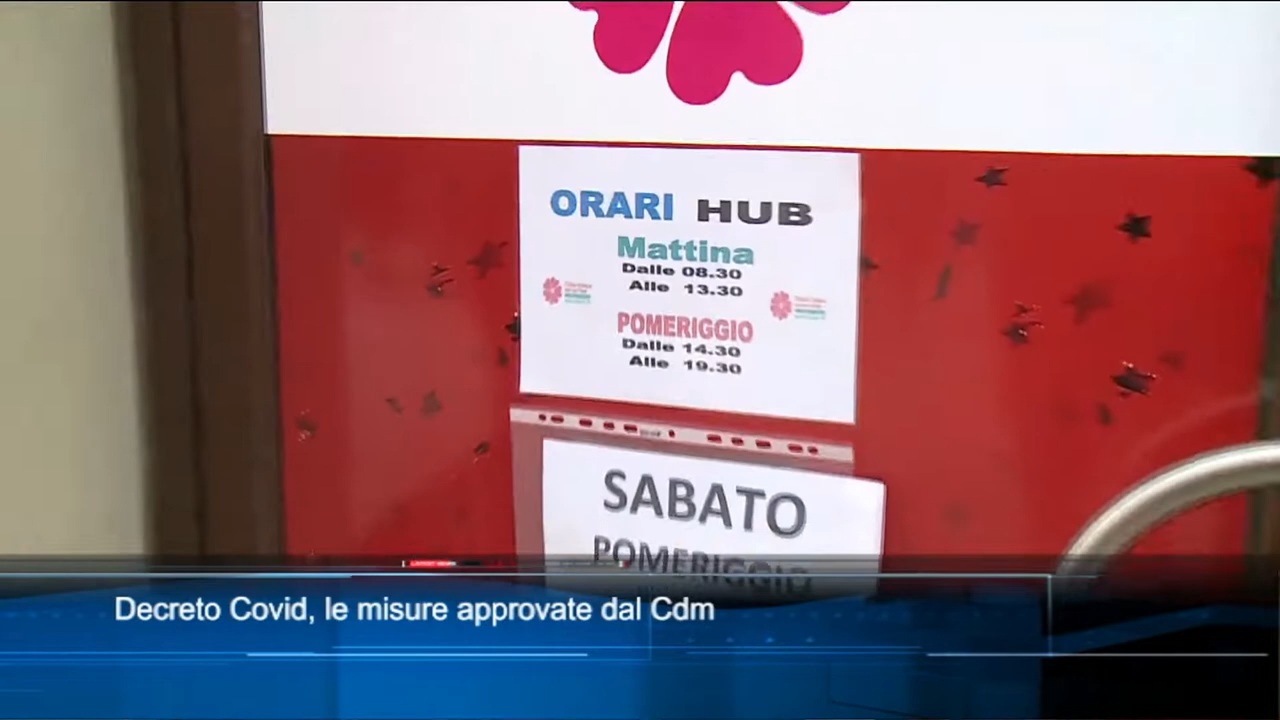 ORARI HUB
Mattina
Dalle 08.30
Alle 13.30
POMERIGGIO
Dalle 14.30
Alle 19.30
SABATO
POMERIGGIO
Decreto Covid, le misure approvate dal Cdm